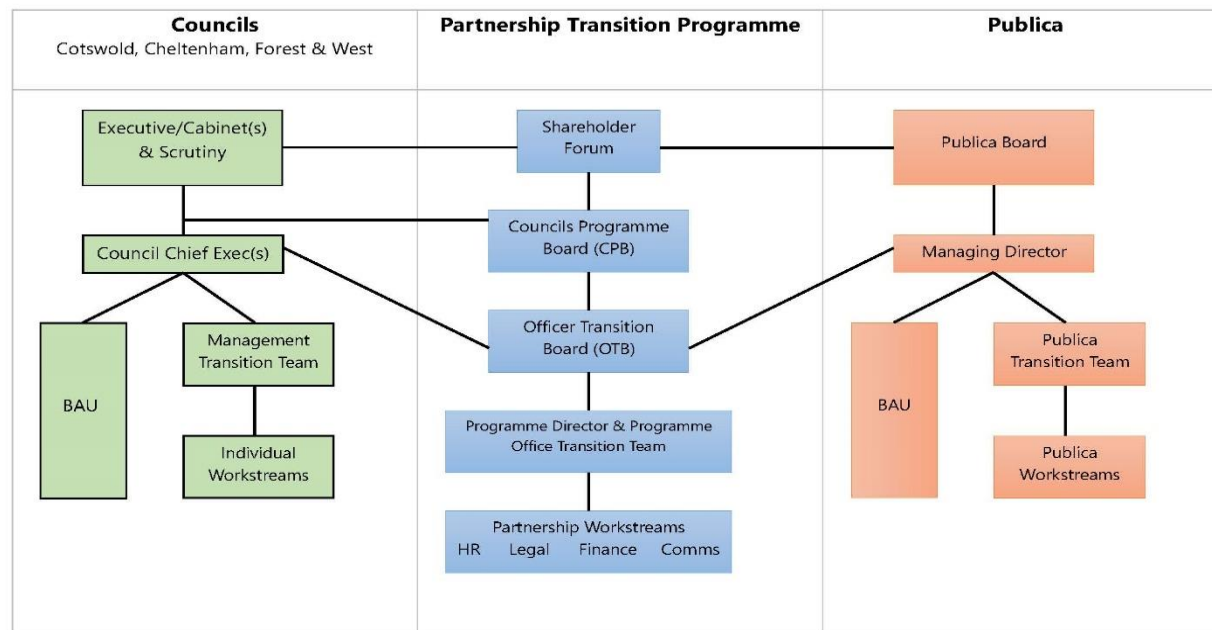 Councils
Cotswold, Cheltenham, Forest & West
Partnership Transition Programme
Publica
Executive/Cabinet(s)
& Scrutiny
Council Chief Exec(s)
BAU
Management
Transition Team
Individual
Workstreams
Shareholder
Forum
Councils Programme
Board (CPB)
Officer Transition
Board (OTB)
Programme Director & Programme
Office Transition Team
Partnership Workstreams
HR Legal Finance Comms
Publica Board
Managing Director
BAU
Publica
Transition Team
Publica
Workstreams